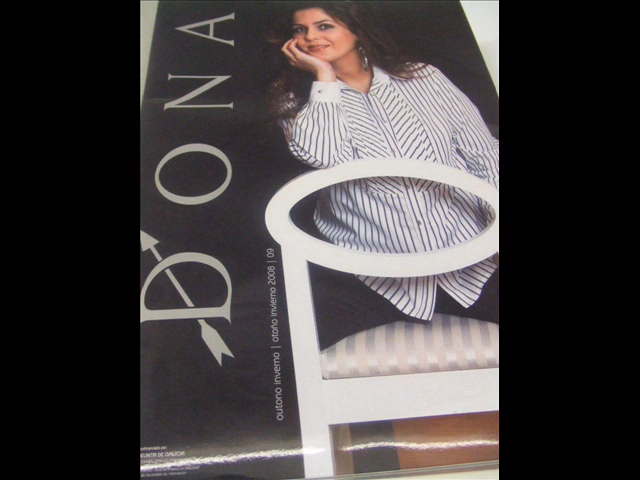 DONA
outono inverno | otoño invierno 2008 | 09
XUNTA DE GALICIA